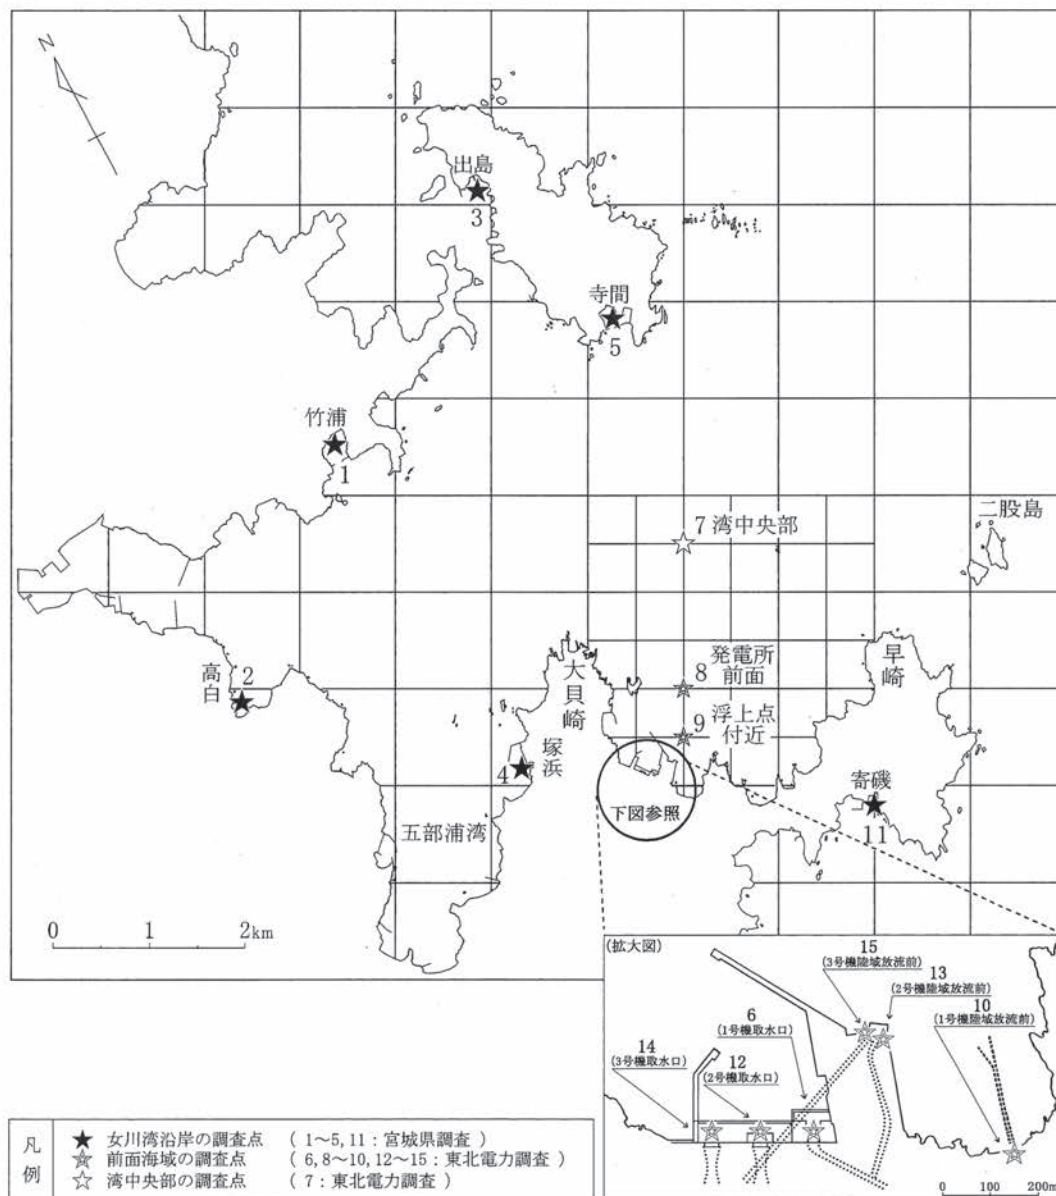 N
出島
3
寺間
5
竹浦
1
二股島
7 湾中央部
高白
2
大貝崎
8 発電所前面
早崎
9 浮上点付近
塚浜
4
寄磯
11
下図参照
五部浦湾
0 1 2km
(拡大図)
15
(3号機陸域放流前)
13
(2号機陸域放流前)
10
(1号機陸域放流前)
6
(1号機取水口)
14
(3号機取水口)
12
(2号機取水口)
0 100 200m
凡例
★ 女川湾沿岸の調査点 ( 1~5, 11 : 宮城県調査 )
前面海域の調査点 ( 6,8~10,12~15 : 東北電力調査 )
☆ 湾中央部の調査点 ( 7 : 東北電力調査 )